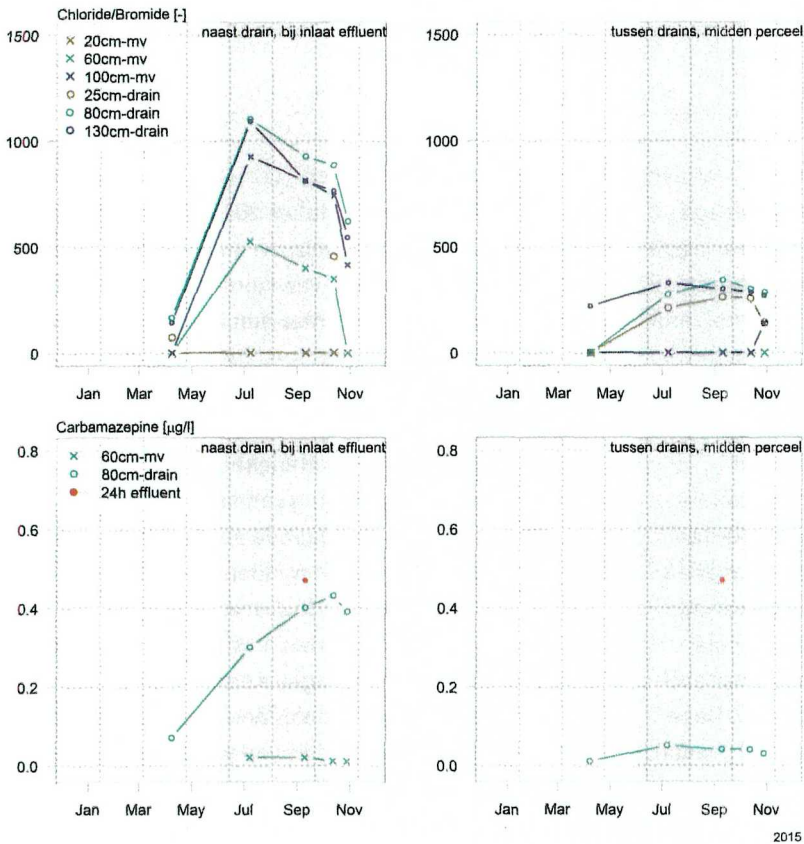 Chloride/Bromide [-]
naast drain, bij inlaat effluent
20cm-mv
60cm-mv
100cm-mv
25cm-drain
80cm-drain
130cm-drain
1500
1000
500
0
Jan Mar May Jul Sep Nov
tussen drains, midden perceel
1500
1000
500
0
Jan Mar May Jul Sep Nov
Carbamazepine [µg/l]
naast drain, bij inlaat effluent
60cm-mv
80cm-drain
24h effluent
0.8
0.6
0.4
0.2
0.0
Jan Mar May Jul Sep Nov
tussen drains, midden perceel
0.8
0.6
0.4
0.2
0.0
Jan Mar May Jul Sep Nov
2015